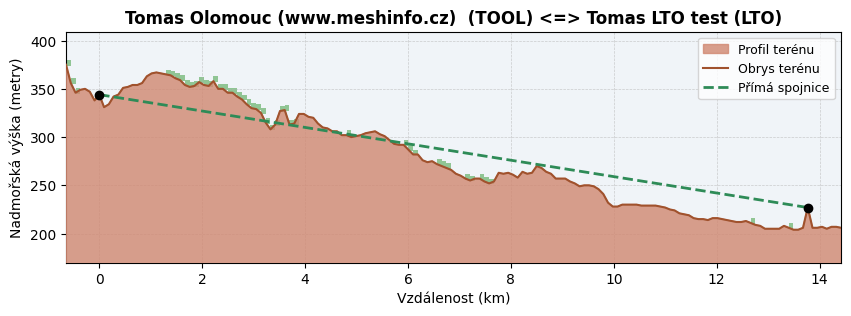 Tomas Olomouc (www.meshinfo.cz)  (TOOL) <=> Tomas LTO test (LTO)
Nadmořská výška (metry)
400
350
300
250
200
Profil terénu
Obrys terénu
Přímá spojnice
0 2 4 6 8 10 12 14
Vzdálenost (km)